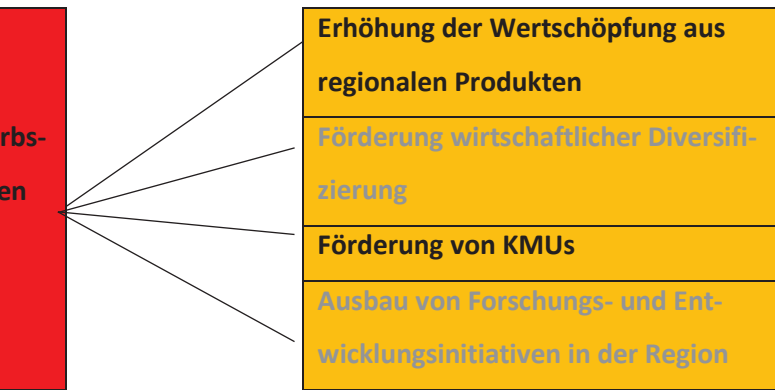 rbs-
en
Erhöhung der Wertschöpfung aus
regionalen Produkten
Förderung wirtschaftlicher Diversifi-
zierung
Förderung von KMUs
Ausbau von Forschungs- und Ent-
wicklungsinitiativen in der Region